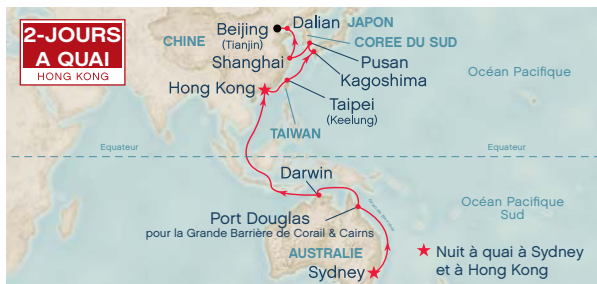 2-JOURS
A QUAI
HONG KONG
Beijing
(Tianjin)
Dalian
JAPON
CHINE
COREE DU SUD
Shanghai
Pusan
Kagoshima
Océan Pacifique
Hong Kong
Taipei
(Keelung)
TAIWAN
Equateur
Equateur
Darwin
Port Douglas
pour la Grande Barrière de Corail & Cairns
Océan Pacifique
Sud
AUSTRALIE
Sydney
Nuit à quai à Sydney
et à Hong Kong